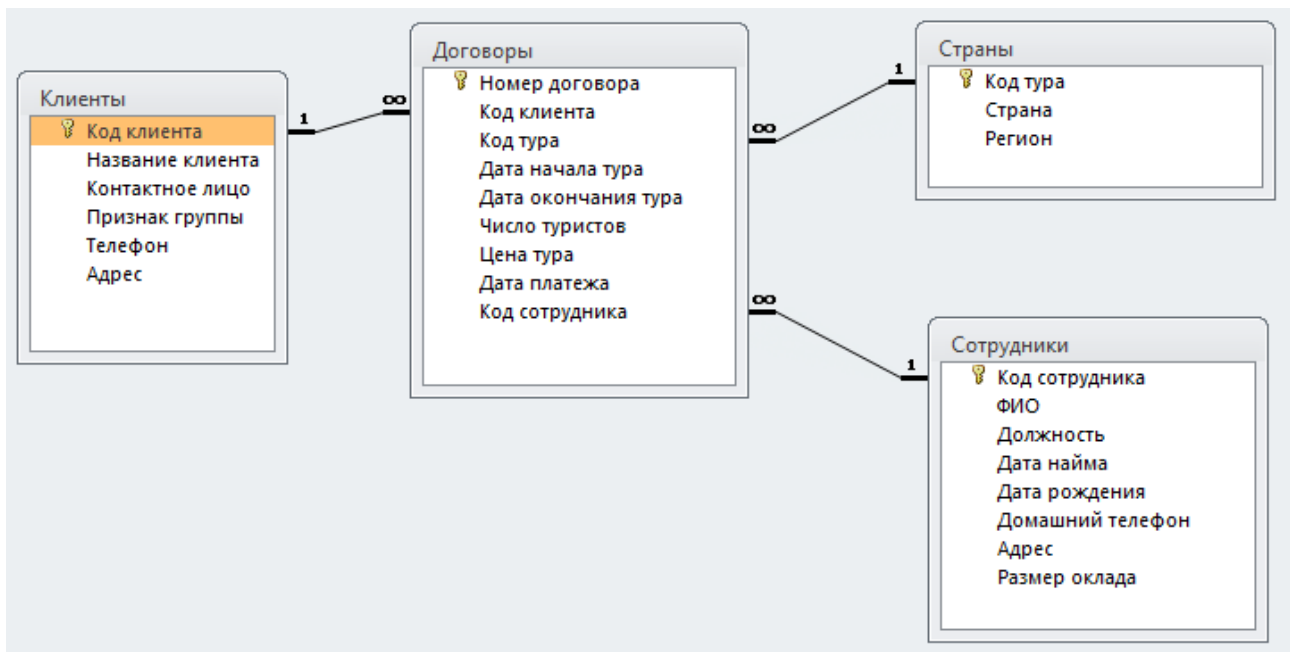 Клиенты
Код клиента
Название клиента
Контактное лицо
Признак группы
Телефон
Адрес
1
∞
Договоры
Номер договора
Код клиента
Код тура
Дата начала тура
Дата окончания тура
Число туристов
Цена тура
Дата платежа
Код сотрудника
∞
1
Страны
Код тура
Страна
Регион
∞
1
Сотрудники
Код сотрудника
ФИО
Должность
Дата найма
Дата рождения
Домашний телефон
Адрес
Размер оклада